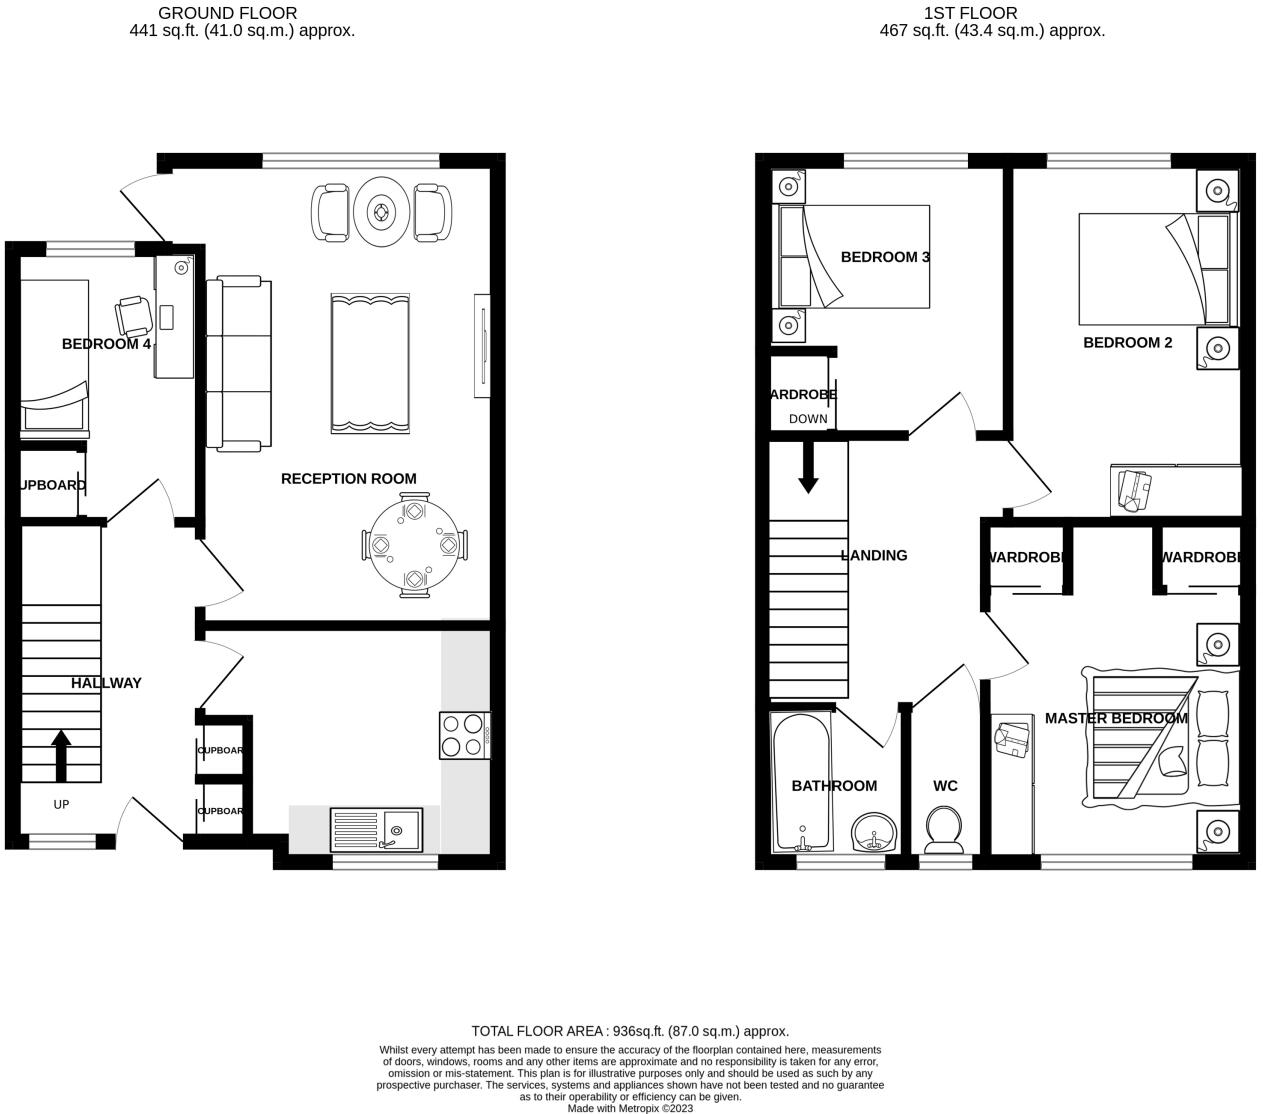 GROUND FLOOR
441 sq.ft. (41.0 sq.m.) approx.
1ST FLOOR
467 sq.ft. (43.4 sq.m.) approx.
BEDROOM 4
UPBOARD
RECEPTION ROOM
HALLWAY
CUPBOAR
CUPBOAR
UP
BEDROOM 3
BEDROOM 2
ARDROBE
DOWN
LANDING
WARDROBE
WARDROBE
MASTER BEDROOM
BATHROOM
WC
TOTAL FLOOR AREA : 936sq.ft. (87.0 sq.m.) approx.
Whilst every attempt has been made to ensure the accuracy of the floorplan contained here, measurements
of doors, windows, rooms and any other items are approximate and no responsibility is taken for any error,
omission or mis-statement. This plan is for illustrative purposes only and should be used as such by any
prospective purchaser. The services, systems and appliances shown have not been tested and no guarantee
as to their operability or efficiency can be given.
Made with Metropix ©2023